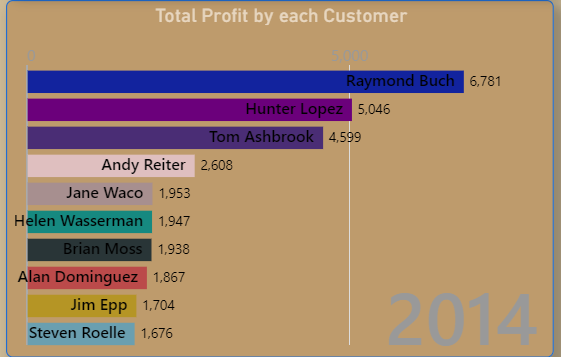 Total Profit by each Customer
0 5,000
Raymond Buch 6,781
Hunter Lopez 5,046
Tom Ashbrook 4,599
Andy Reiter 2,608
Jane Waco 1,953
Helen Wasserman 1,947
Brian Moss 1,938
Alan Dominguez 1,867
Jim Epp 1,704
Steven Roelle 1,676
2014